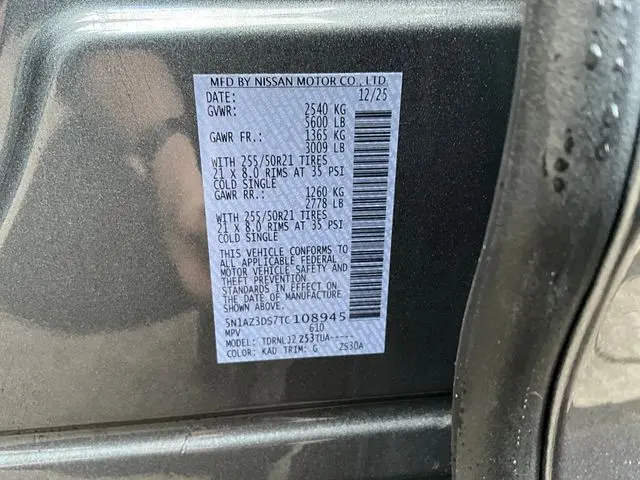 MFD BY NISSAN MOTOR CO., LTD.
DATE: 12/25
GVWR: 2540 KG
5600 LB
GAWR FR.: 1365 KG
3009 LB
WITH 255/50R21 TIRES
21 X 8.0 RIMS AT 35 PSI
COLD SINGLE
GAWR RR.: 1260 KG
2778 LB
WITH 255/50R21 TIRES
21 X 8.0 RIMS AT 35 PSI
COLD SINGLE
THIS VEHICLE CONFORMS TO
ALL APPLICABLE FEDERAL
MOTOR VEHICLE SAFETY AND
THEFT PREVENTION
STANDARDS IN EFFECT ON
THE DATE OF MANUFACTURE
SHOWN ABOVE.
5N1AZ3DS7TC108945
MPV 610
MODEL: TDRNLJZ Z53TUA-----
COLOR: KAD TRIM: G ZS30A